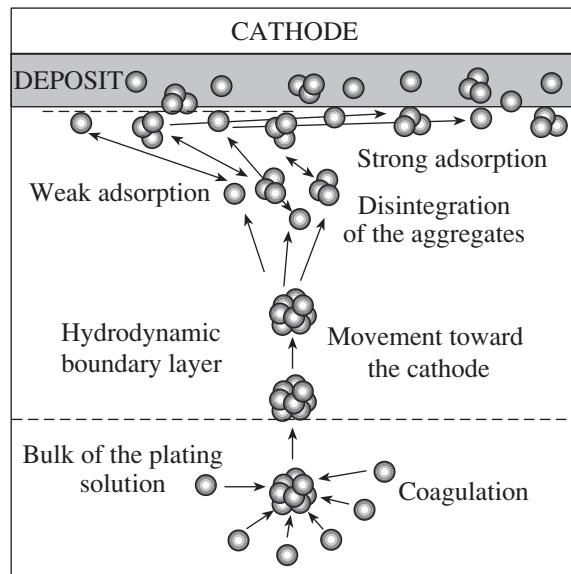 CATHODE
DEPOSIT
Strong adsorption
Weak adsorption
Disintegration
of the aggregates
Hydrodynamic
boundary layer
Movement toward
the cathode
Bulk of the plating
solution
Coagulation